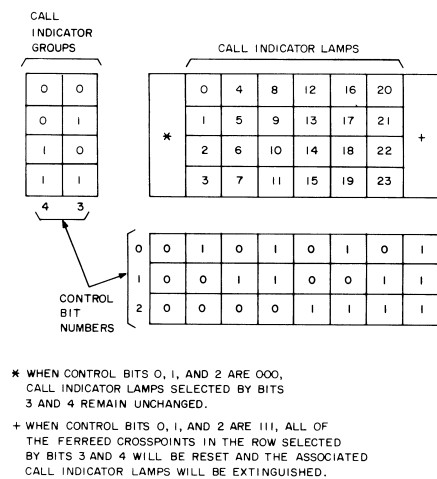 CALL
INDICATOR
GROUPS
CALL INDICATOR LAMPS
0 0 * 0 4 8 12 16 20 +
0 1 1 5 9 13 17 21
1 0 2 6 10 14 18 22
1 1 3 7 11 15 19 23
4 3
0 0 1 0 1 0 1 0 1
1 0 0 1 1 0 0 1 1
2 0 0 0 0 1 1 1 1
CONTROL
BIT
NUMBERS
* WHEN CONTROL BITS 0, 1, AND 2 ARE 000,
CALL INDICATOR LAMPS SELECTED BY BITS
3 AND 4 REMAIN UNCHANGED.
+ WHEN CONTROL BITS 0, 1, AND 2 ARE 111, ALL OF
THE FERREED CROSSPOINTS IN THE ROW SELECTED
BY BITS 3 AND 4 WILL BE RESET AND THE ASSOCIATED
CALL INDICATOR LAMPS WILL BE EXTINGUISHED.